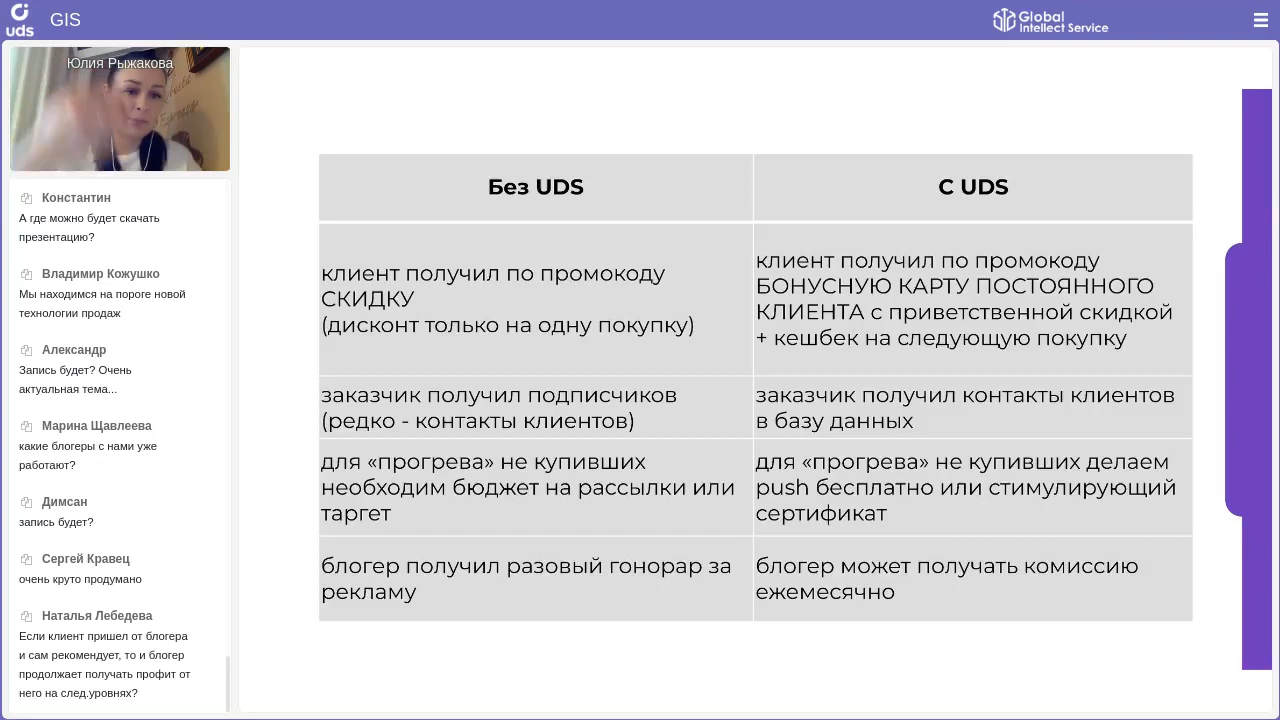 uds
GIS
Global
Intellect Service
Юлия Рыжакова
Константин
А где можно будет скачать
презентацию?
Владимир Кожушко
Мы находимся на пороге новой
технологии продаж
Александр
Запись будет? Очень
актуальная тема...
Марина Щавлеева
какие блогеры с нами уже
работают?
Димсан
запись будет?
Сергей Кравец
очень круто продумано
Наталья Лебедева
Если клиент пришел от блогера
и сам рекомендует, то и блогер
продолжает получать профит от
него на след.уровнях?
Без UDS
С UDS
клиент получил по промокоду
СКИДКУ
(дисконт только на одну покупку)
клиент получил по промокоду
БОНУСНУЮ КАРТУ ПОСТОЯННОГО
КЛИЕНТА с приветственной скидкой
+ кешбек на следующую покупку
заказчик получил подписчиков
(редко - контакты клиентов)
заказчик получил контакты клиентов
в базу данных
для «прогрева» не купивших
необходим бюджет на рассылки или
таргет
для «прогрева» не купивших делаем
push бесплатно или стимулирующий
сертификат
блогер получил разовый гонорар за
рекламу
блогер может получать комиссию
ежемесячно